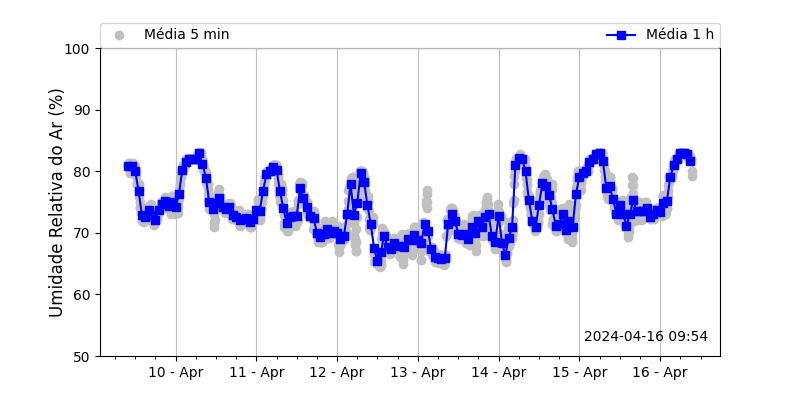 Média 5 min
Média 1 h
Umidade Relativa do Ar (%)
100
90
80
70
60
50
2024-04-16 09:54
10 - Apr
11 - Apr
12 - Apr
13 - Apr
14 - Apr
15 - Apr
16 - Apr